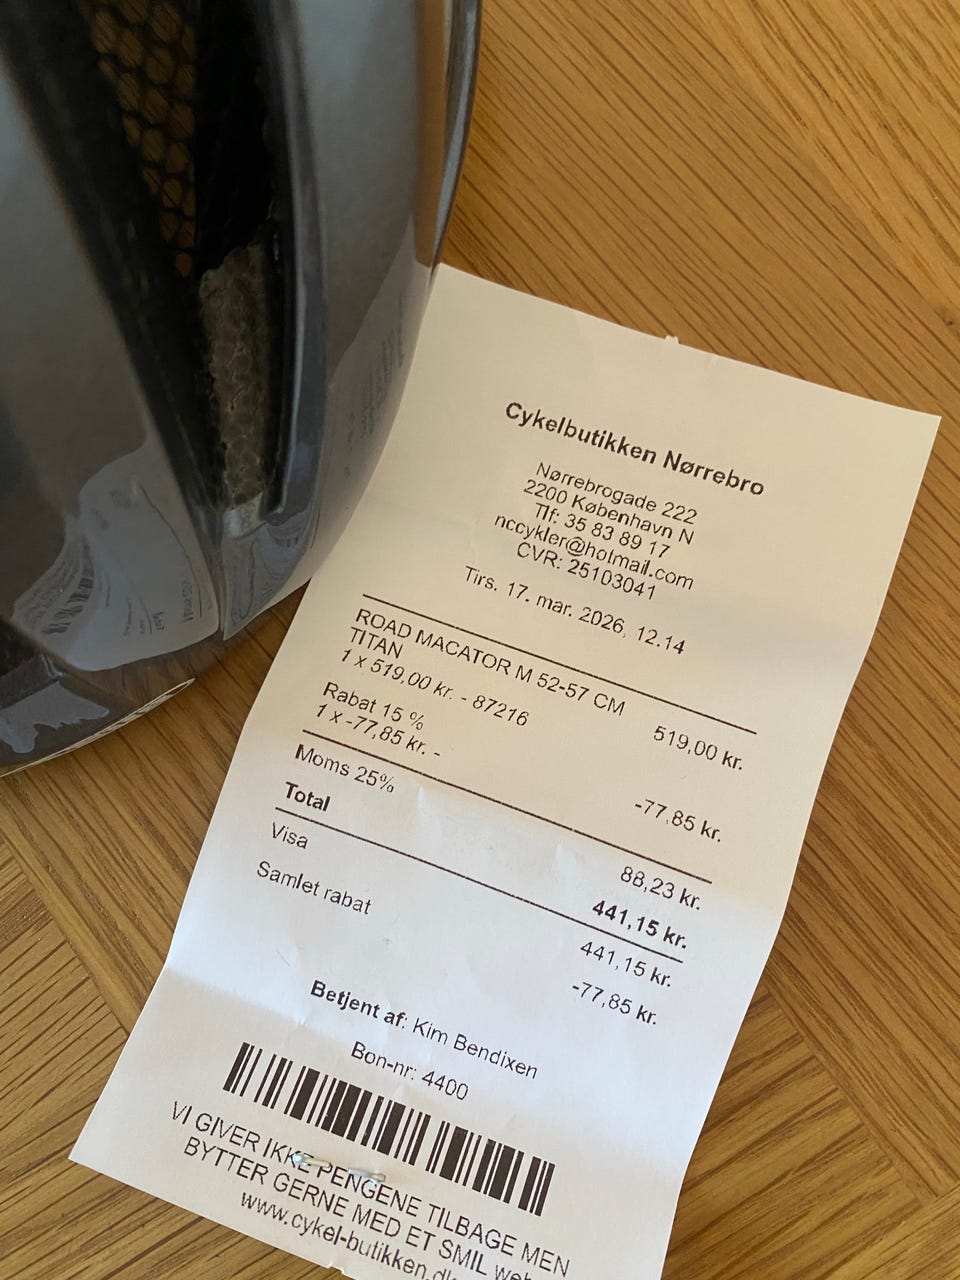 Cykelbutikken Nørrebro
Nørrebrogade 222
2200 København N
Tlf: 35 83 89 17
nccykler@hotmail.com
CVR: 25103041
Tirs. 17. mar. 2026, 12.14
ROAD MACATOR M 52-57 CM
TITAN
1 x 519,00 kr. - 87216 519,00 kr.
Rabat 15 %
1 x -77,85 kr. - -77,85 kr.
Moms 25% 88,23 kr.
Total 441,15 kr.
Visa 441,15 kr.
Samlet rabat -77,85 kr.
Betjent af: Kim Bendixen
Bon-nr: 4400
VI GIVER IKKE PENGENE TILBAGE MEN
BYTTER GERNE MED ET SMIL
www.cykel-butikken.dk